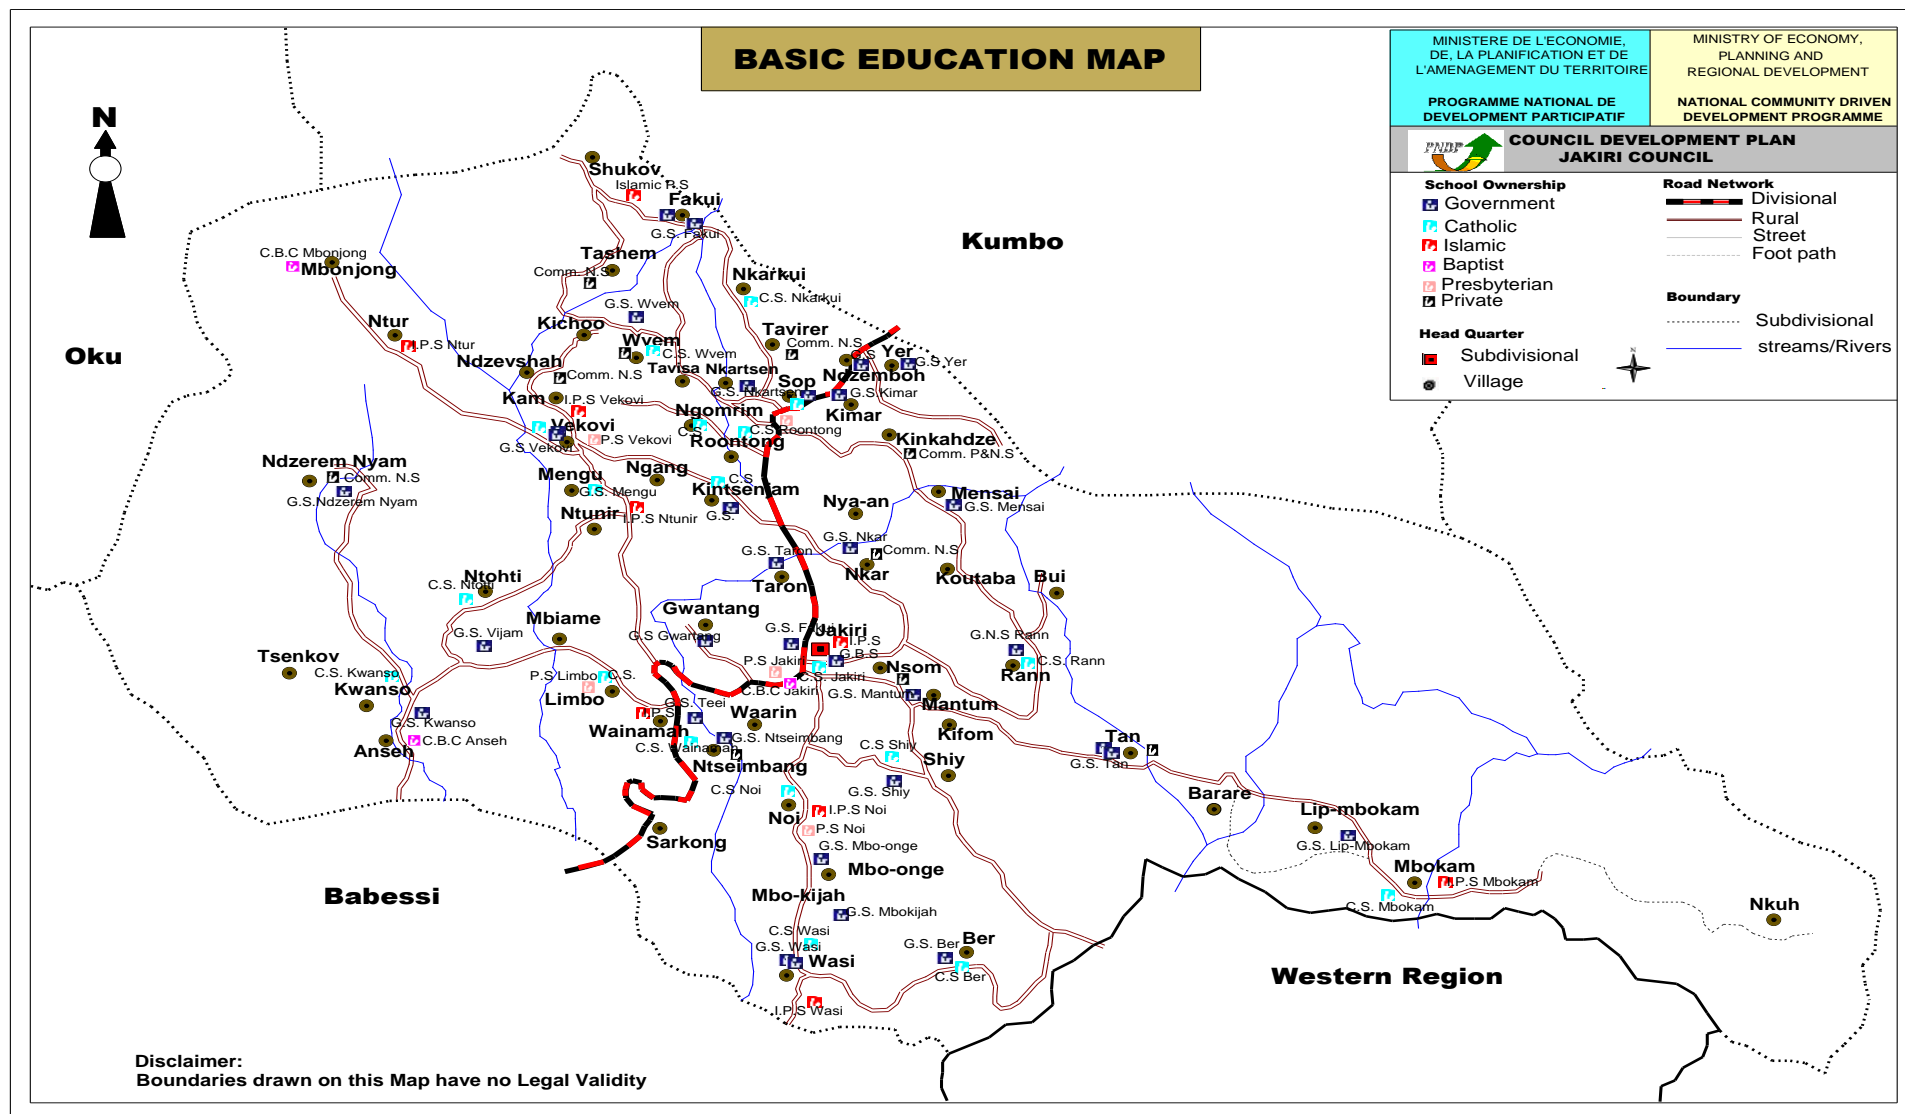 BASIC EDUCATION MAP
MINISTERE DE L'ECONOMIE,
DE, LA PLANIFICATION ET DE
L'AMENAGEMENT DU TERRITOIRE
PROGRAMME NATIONAL DE
DEVELOPMENT PARTICIPATIF
MINISTRY OF ECONOMY,
PLANNING AND
REGIONAL DEVELOPMENT
NATIONAL COMMUNITY DRIVEN
DEVELOPMENT PROGRAMME
PNDP
COUNCIL DEVELOPMENT PLAN
JAKIRI COUNCIL
School Ownership
Government
Catholic
Islamic
Baptist
Presbyterian
Private
Head Quarter
Subdivisional
Village
Road Network
Divisional
Rural
Street
Foot path
Boundary
Subdivisional
streams/Rivers
N
N
Shukov
Islamic P.S
Fakui
G.S. Fakui
Kumbo
C.B.C Mbonjong
Mbonjong
Tashem
Comm. N.S
Nkarkui
C.S. Nkarkui
G.S. Wvem
Ntur
I.P.S Ntur
Kichoo
Wvem
C.S. Wvem
Tavirer
Comm. N.S
Oku
Ndzevshah
Comm. N.S
Tavisa
Nkartsen
G.S. Nkartsen
Sop
G.S
Yer
G.S Yer
Ndzemboh
G.S.Kimar
Kimar
Kam
I.P.S Vekovi
Vekovi
G.S Vekovi
P.S Vekovi
Ngomrim
C.S
C.S Roontong
Roontong
Kinkahdze
Comm. P&N.S
Ndzerem Nyam
Comm. N.S
G.S.Ndzerem Nyam
Mengu
G.S. Mengu
Ngang
C.S
Kintseniam
G.S.
I.P.S Ntunir
Ntunir
Nya-an
Mensai
G.S. Mensai
G.S. Nkar
Comm. N.S
Nkar
G.S. Taron
Taron
Koutaba
Bui
Ntohti
C.S. Ntotti
Mbiame
G.S. Vijam
Gwantang
G.S Gwartang
G.S. Fakui
Jakiri
I.P.S
G.B.S
P.S Jakiri
C.S. Jakiri
C.B.C Jakiri
G.N.S Rann
C.S. Rann
Rann
Nsom
G.S. Mantum
Mantum
Kifom
Tsenkov
C.S. Kwanso
Kwanso
G.S. Kwanso
Anseh
C.B.C Anseh
P.S Limbo
C.S.
Limbo
I.P.S
G.S. Teei
Wainamah
C.S. Wainamah
Waarin
G.S. Ntseimbang
Ntseimbang
C.S Shiy
Shiy
G.S. Shiy
Tan
G.S. Tan
Barare
Lip-mbokam
G.S. Lip-Mbokam
C.S Noi
Noi
I.P.S Noi
P.S Noi
Sarkong
G.S. Mbo-onge
Mbo-onge
Mbo-kijah
G.S. Mbokijah
Mbokam
I.P.S Mbokam
C.S. Mbokam
Nkuh
Babessi
C.S Wasi
G.S. Wasi
Wasi
I.P.S Wasi
G.S. Ber
Ber
C.S Ber
Western Region
Disclaimer:
Boundaries drawn on this Map have no Legal Validity